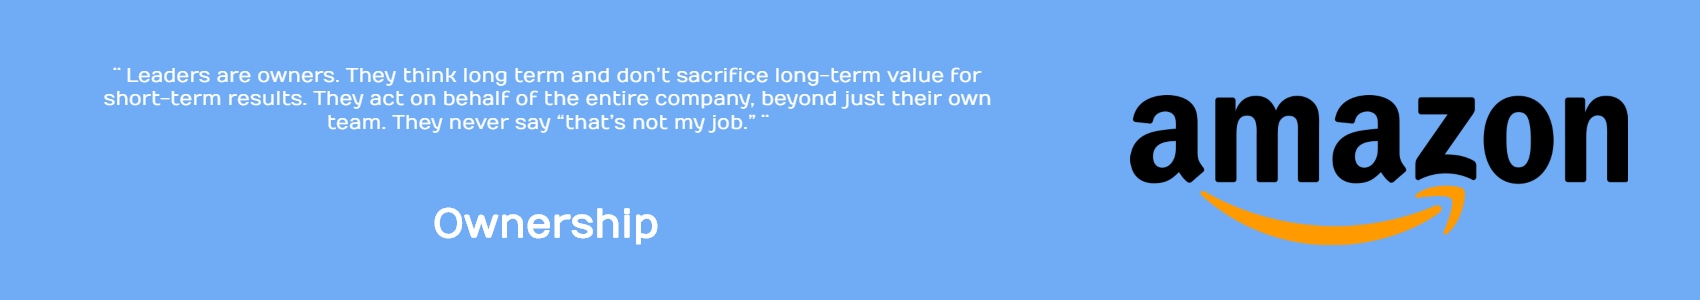 ¨ Leaders are owners. They think long term and don’t sacrifice long-term value for
short-term results. They act on behalf of the entire company, beyond just their own
team. They never say “that’s not my job.” ¨
Ownership
amazon